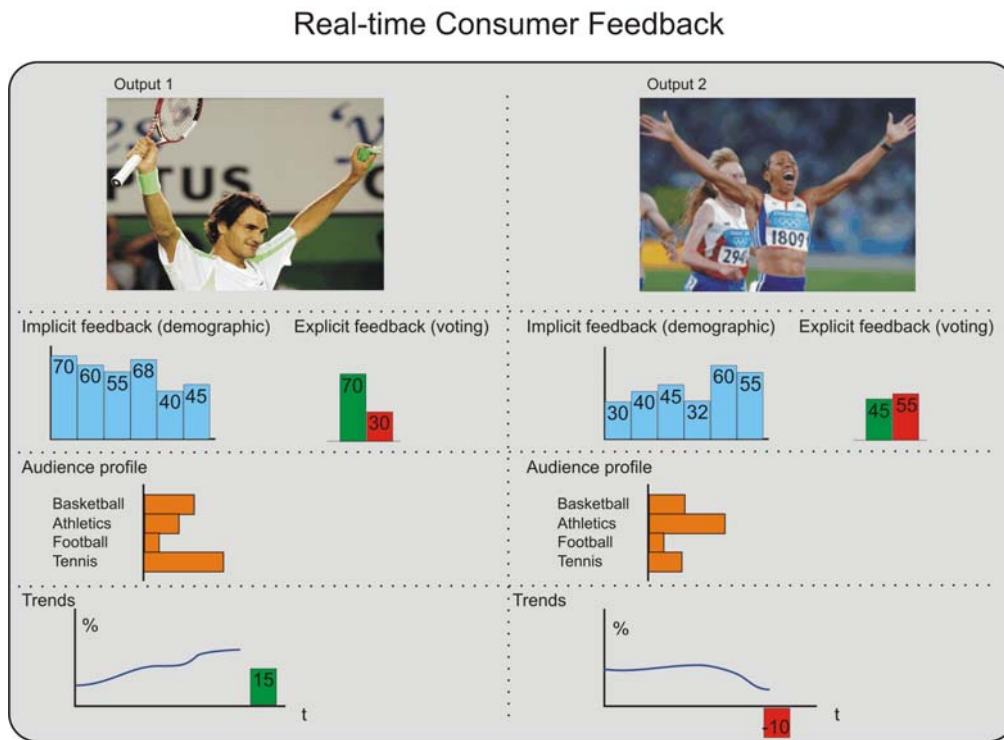 Real-time Consumer Feedback
Output 1
PTUS
Output 2
294
1809
Implicit feedback (demographic)
Explicit feedback (voting)
70 60 55 68 40 45
70 30
Implicit feedback (demographic)
Explicit feedback (voting)
30 40 45 32 60 55
45 55
Audience profile
Basketball
Athletics
Football
Tennis
Audience profile
Basketball
Athletics
Football
Tennis
Trends
%
15
t
Trends
%
-10
t